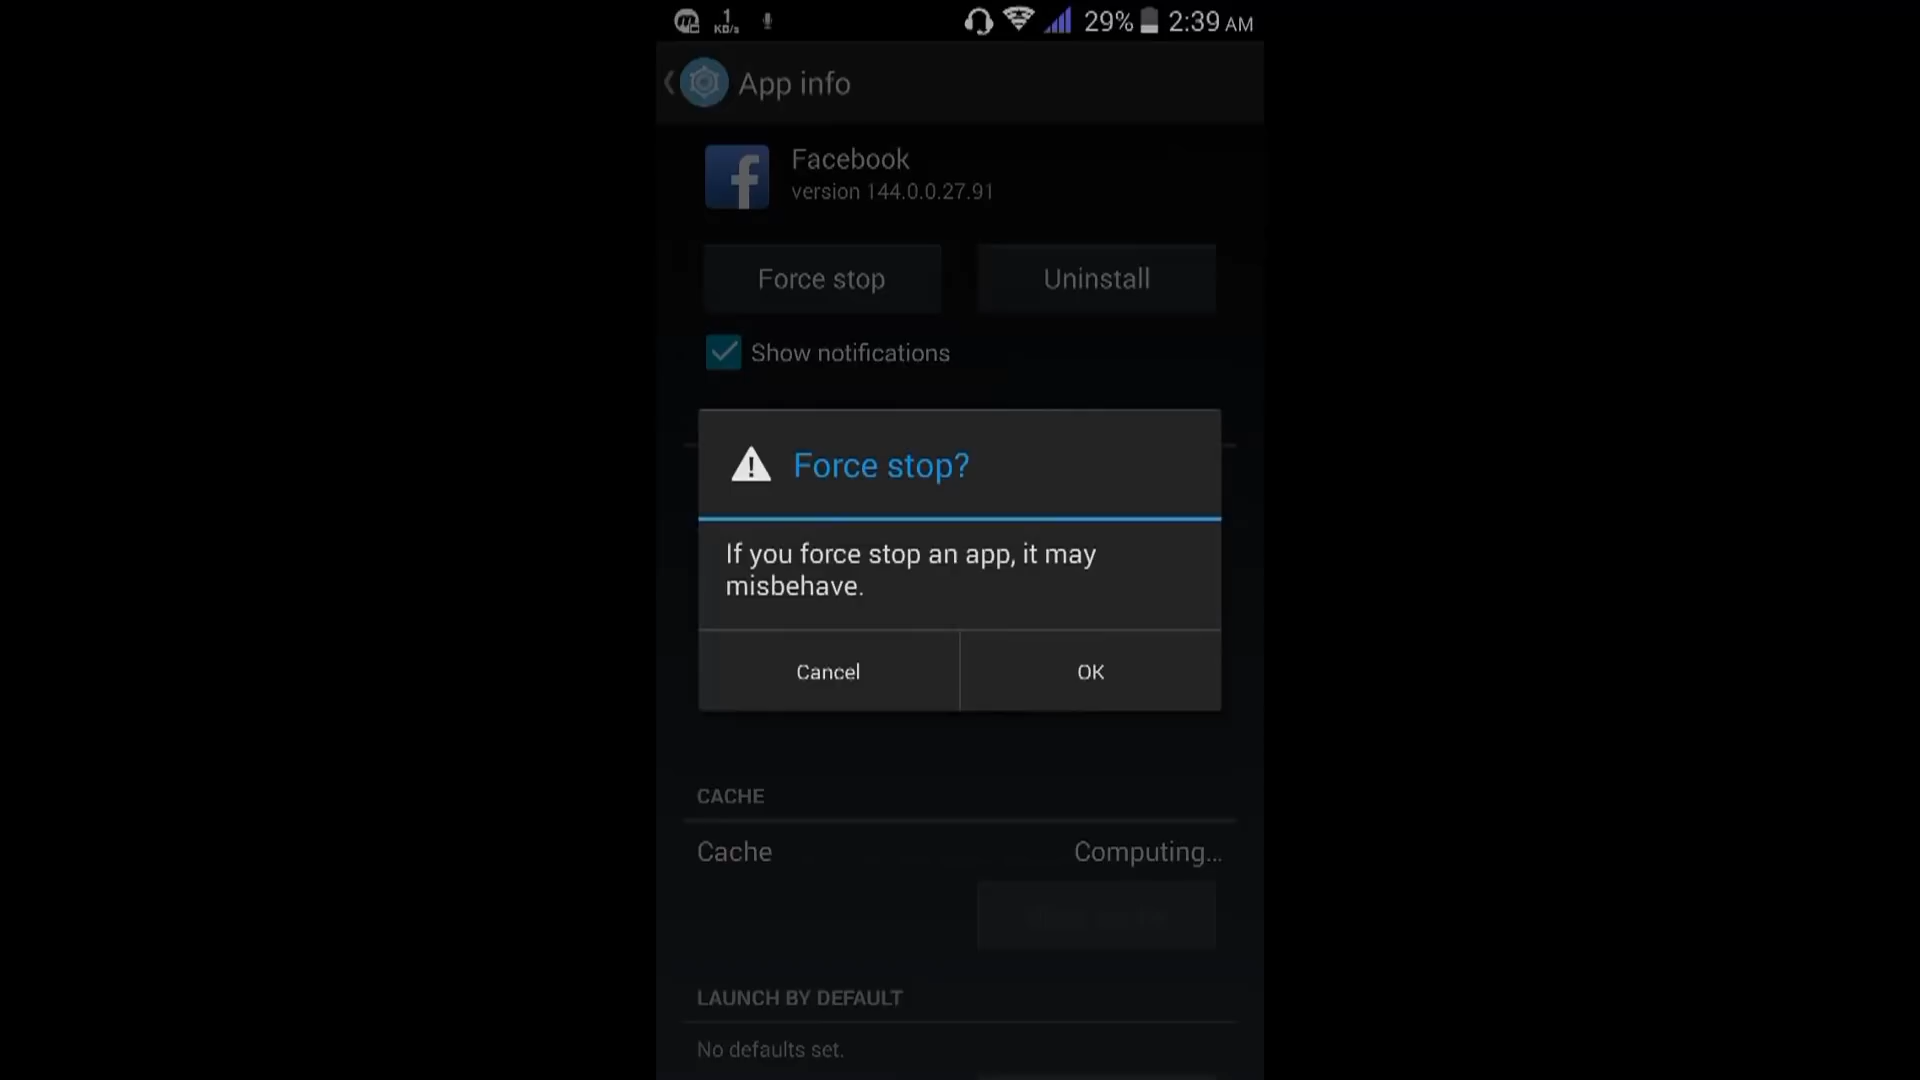 1
KB/s
29%
2:39 AM
App info
Facebook
version 144.0.0.27.91
Force stop
Uninstall
Show notifications
Force stop?
If you force stop an app, it may
misbehave.
Cancel
OK
CACHE
Cache
Computing...
LAUNCH BY DEFAULT
No defaults set.